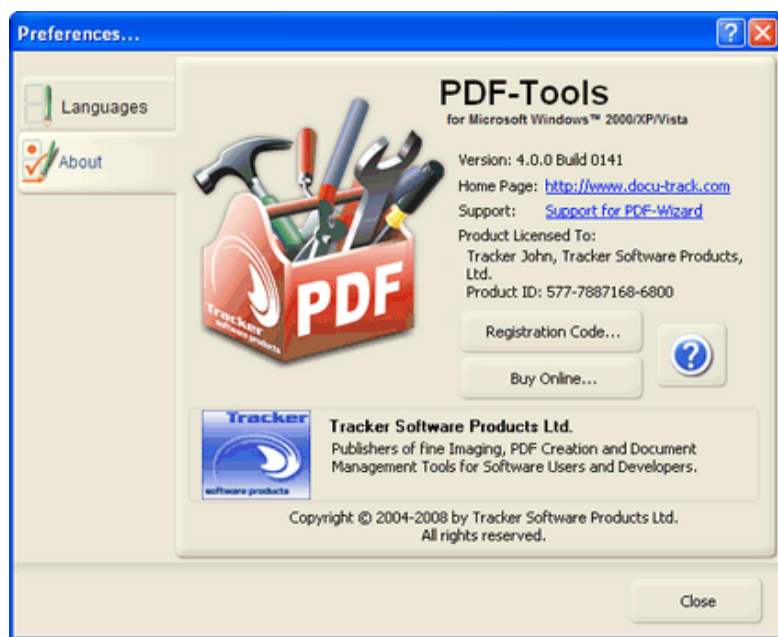 Preferences...
Languages
About
PDF-Tools
for Microsoft Windows™ 2000/XP/Vista
Version: 4.0.0 Build 0141
Home Page: http://www.docu-track.com
Support: Support for PDF-Wizard
Product Licensed To:
Tracker John, Tracker Software Products,
Ltd.
Product ID: 577-7887168-6800
PDF
Tracker
software products
Registration Code...
Buy Online...
Tracker
software products
Tracker Software Products Ltd.
Publishers of fine Imaging, PDF Creation and Document
Management Tools for Software Users and Developers.
Copyright © 2004-2008 by Tracker Software Products Ltd.
All rights reserved.
Close